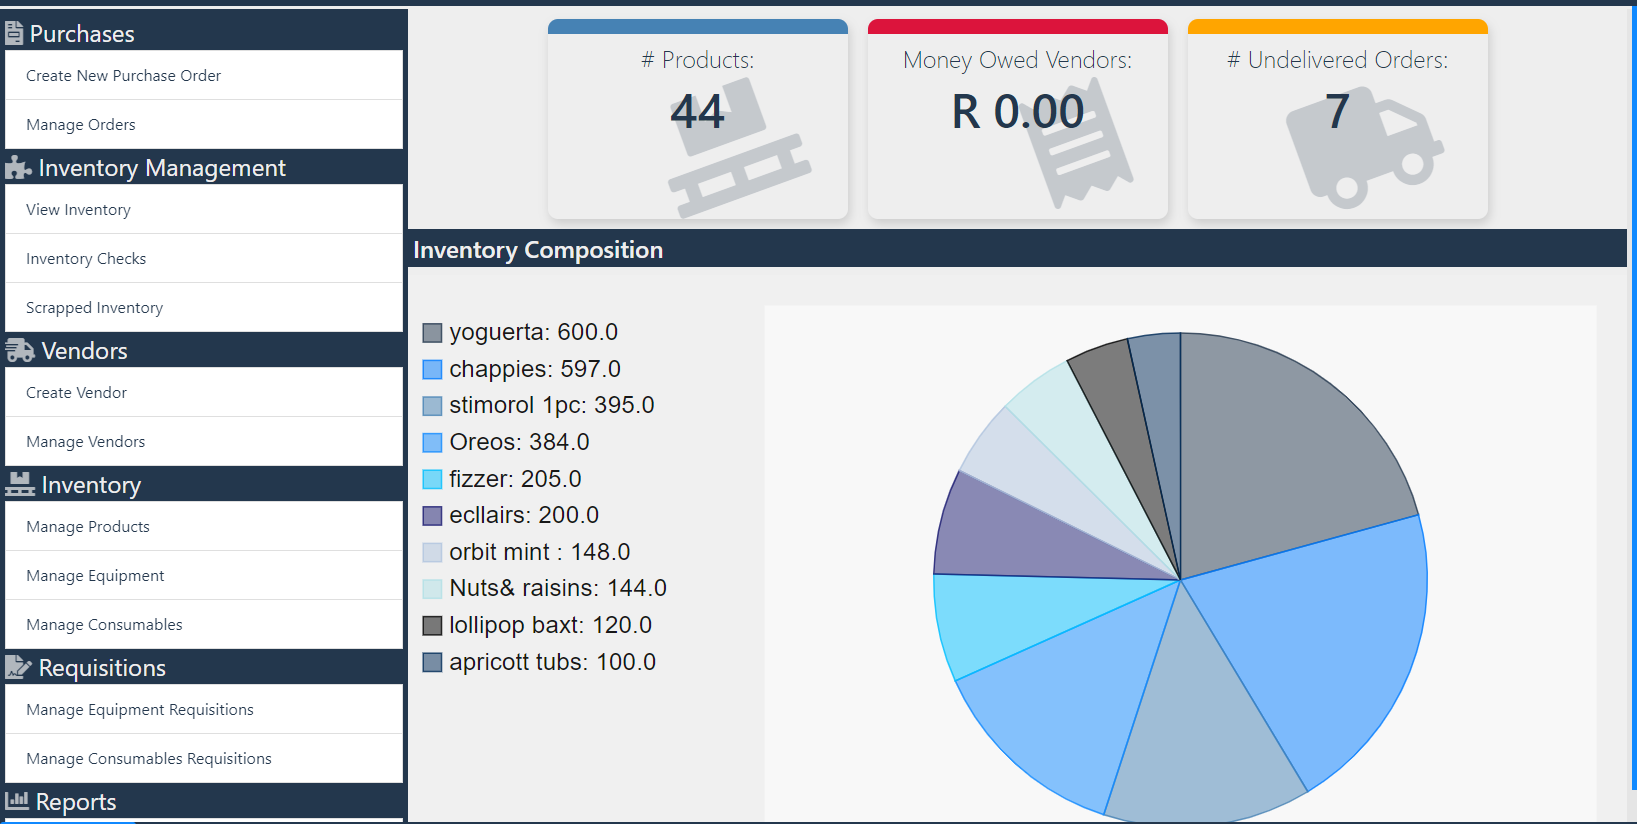 Purchases
Create New Purchase Order
Manage Orders
Inventory Management
View Inventory
Inventory Checks
Scrapped Inventory
Vendors
Create Vendor
Manage Vendors
Inventory
Manage Products
Manage Equipment
Manage Consumables
Requisitions
Manage Equipment Requisitions
Manage Consumables Requisitions
Reports
# Products:
44
Money Owed Vendors:
R 0.00
# Undelivered Orders:
7
Inventory Composition
yoguerta: 600.0
chappies: 597.0
stimorol 1pc: 395.0
Oreos: 384.0
fizzer: 205.0
ecllairs: 200.0
orbit mint : 148.0
Nuts& raisins: 144.0
lollipop baxt: 120.0
apricott tubs: 100.0